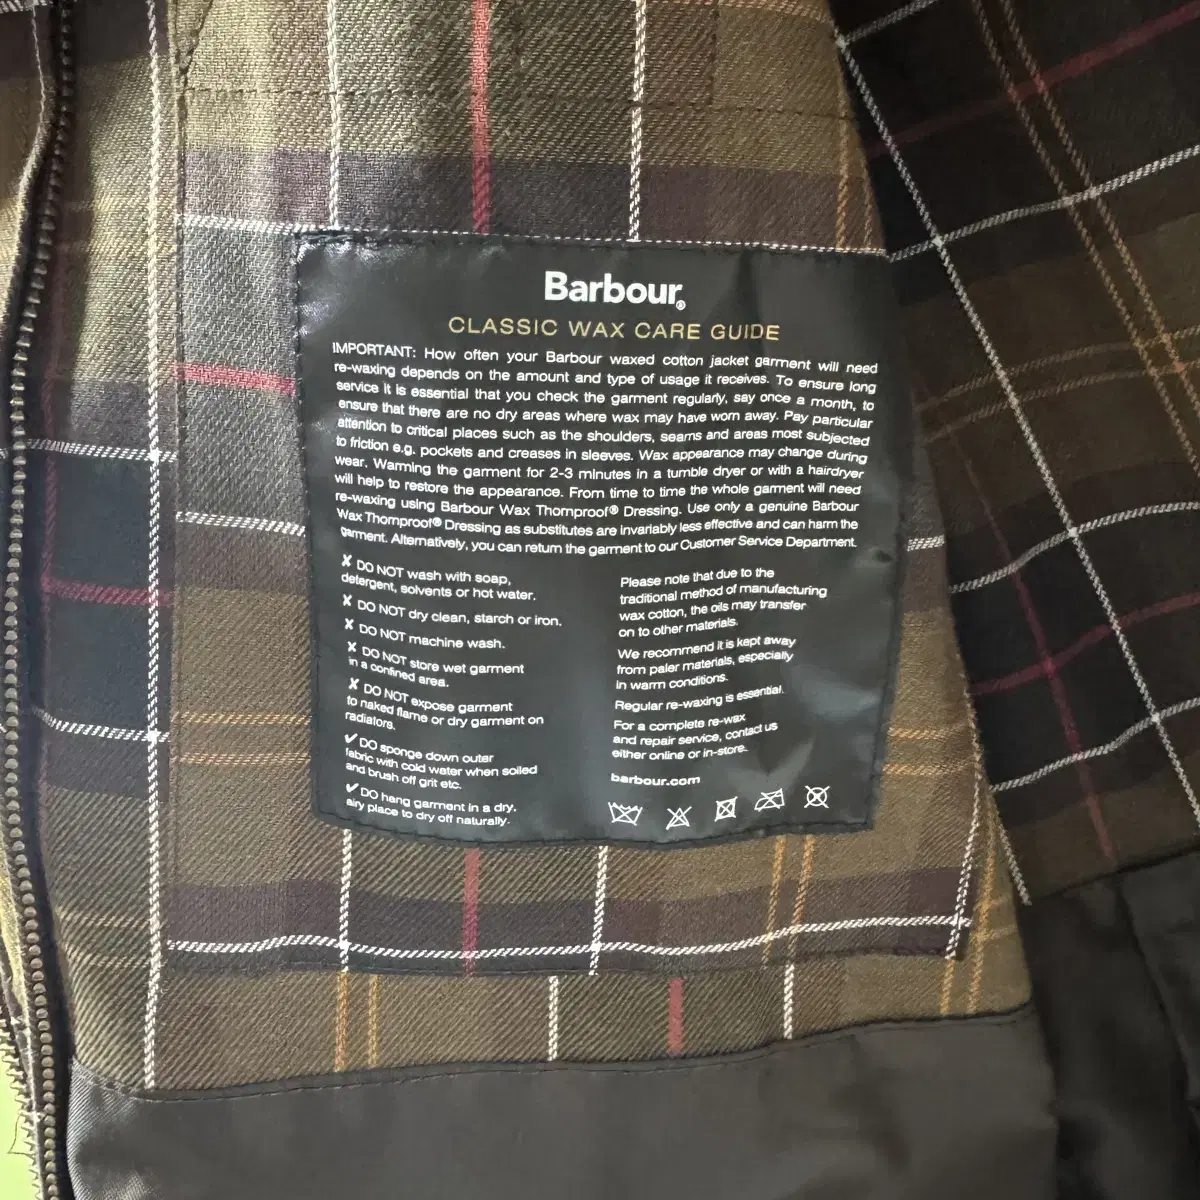 Barbour®
CLASSIC WAX CARE GUIDE
IMPORTANT: How often your Barbour waxed cotton jacket garment will need
re-waxing depends on the amount and type of usage it receives. To ensure long
service it is essential that you check the garment regularly, say once a month, to
ensure that there are no dry areas where wax may have worn away. Pay particular
attention to critical places such as the shoulders, seams and areas most subjected
to friction e.g. pockets and creases in sleeves. Wax appearance may change during
wear. Warming the garment for 2-3 minutes in a tumble dryer or with a hairdryer
will help to restore the appearance. From time to time the whole garment will need
re-waxing using Barbour Wax Thornproof® Dressing. Use only a genuine Barbour
Wax Thornproof® Dressing as substitutes are invariably less effective and can harm the
garment. Alternatively, you can return the garment to our Customer Service Department.
✘ DO NOT wash with soap,
detergent, solvents or hot water.
✘ DO NOT dry clean, starch or iron.
✘ DO NOT machine wash.
✘ DO NOT store wet garment
in a confined area.
✘ DO NOT expose garment
to naked flame or dry garment on
radiators.
✔ DO sponge down outer
fabric with cold water when soiled
and brush off grit etc.
✔ DO hang garment in a dry,
airy place to dry off naturally.
Please note that due to the
traditional method of manufacturing
wax cotton, the oils may transfer
on to other materials.
We recommend it is kept away
from paler materials, especially
in warm conditions.
Regular re-waxing is essential.
For a complete re-wax
and repair service, contact us
either online or in-store.
barbour.com